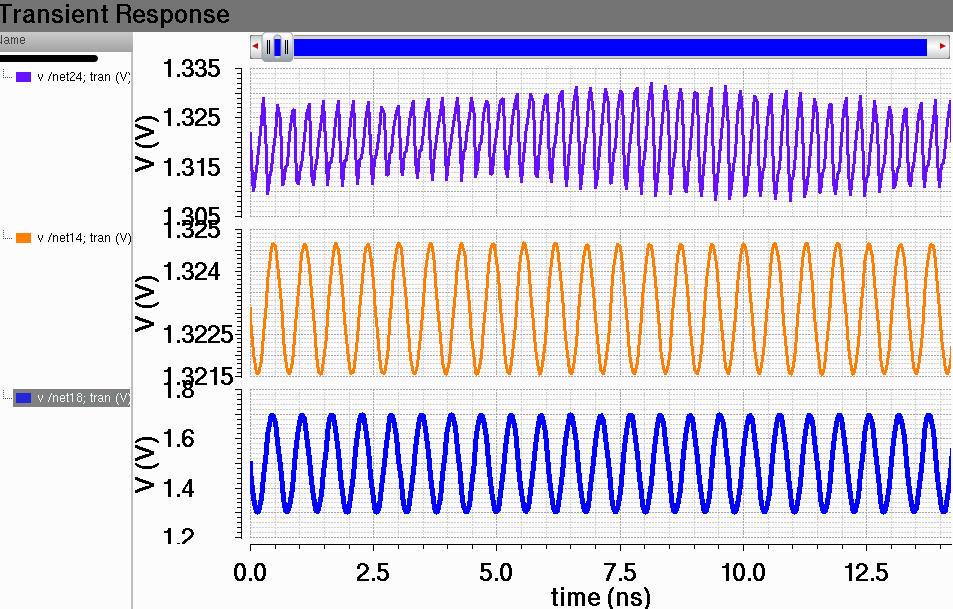 Transient Response
Name
v /net24; tran (V)
v /net14; tran (V)
v /net18; tran (V)
V (V)
1.335
1.325
1.315
1.305
V (V)
1.325
1.324
1.3225
1.3215
V (V)
1.8
1.6
1.4
1.2
0.0 2.5 5.0 7.5 10.0 12.5
time (ns)